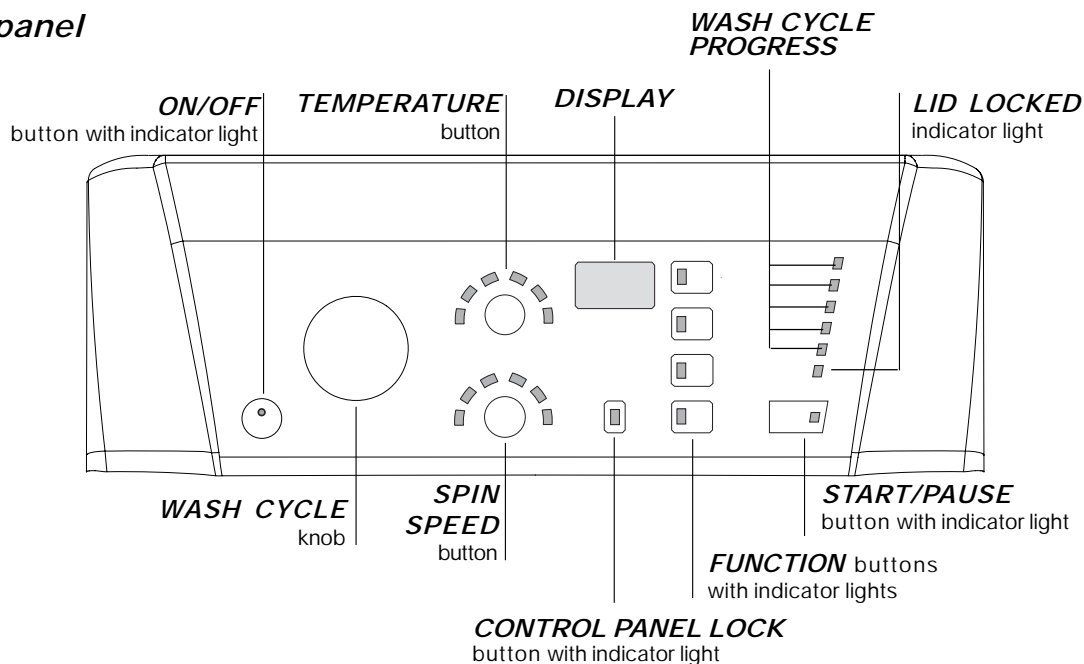 panel
WASH CYCLE
PROGRESS
ON/OFF
button with indicator light
TEMPERATURE
button
DISPLAY
LID LOCKED
indicator light
WASH CYCLE
knob
SPIN
SPEED
button
START/PAUSE
button with indicator light
FUNCTION buttons
with indicator lights
CONTROL PANEL LOCK
button with indicator light